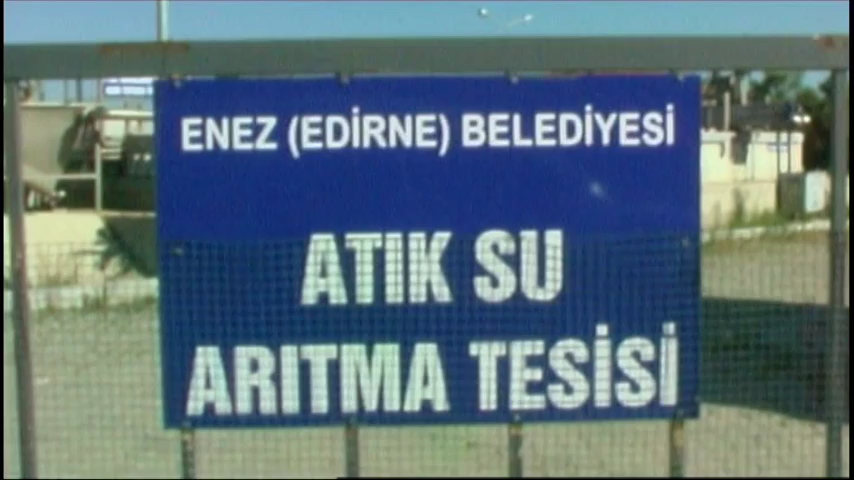 ENEZ (EDİRNE) BELEDİYESİ
ATIK SU
ARITMA TESİSİ